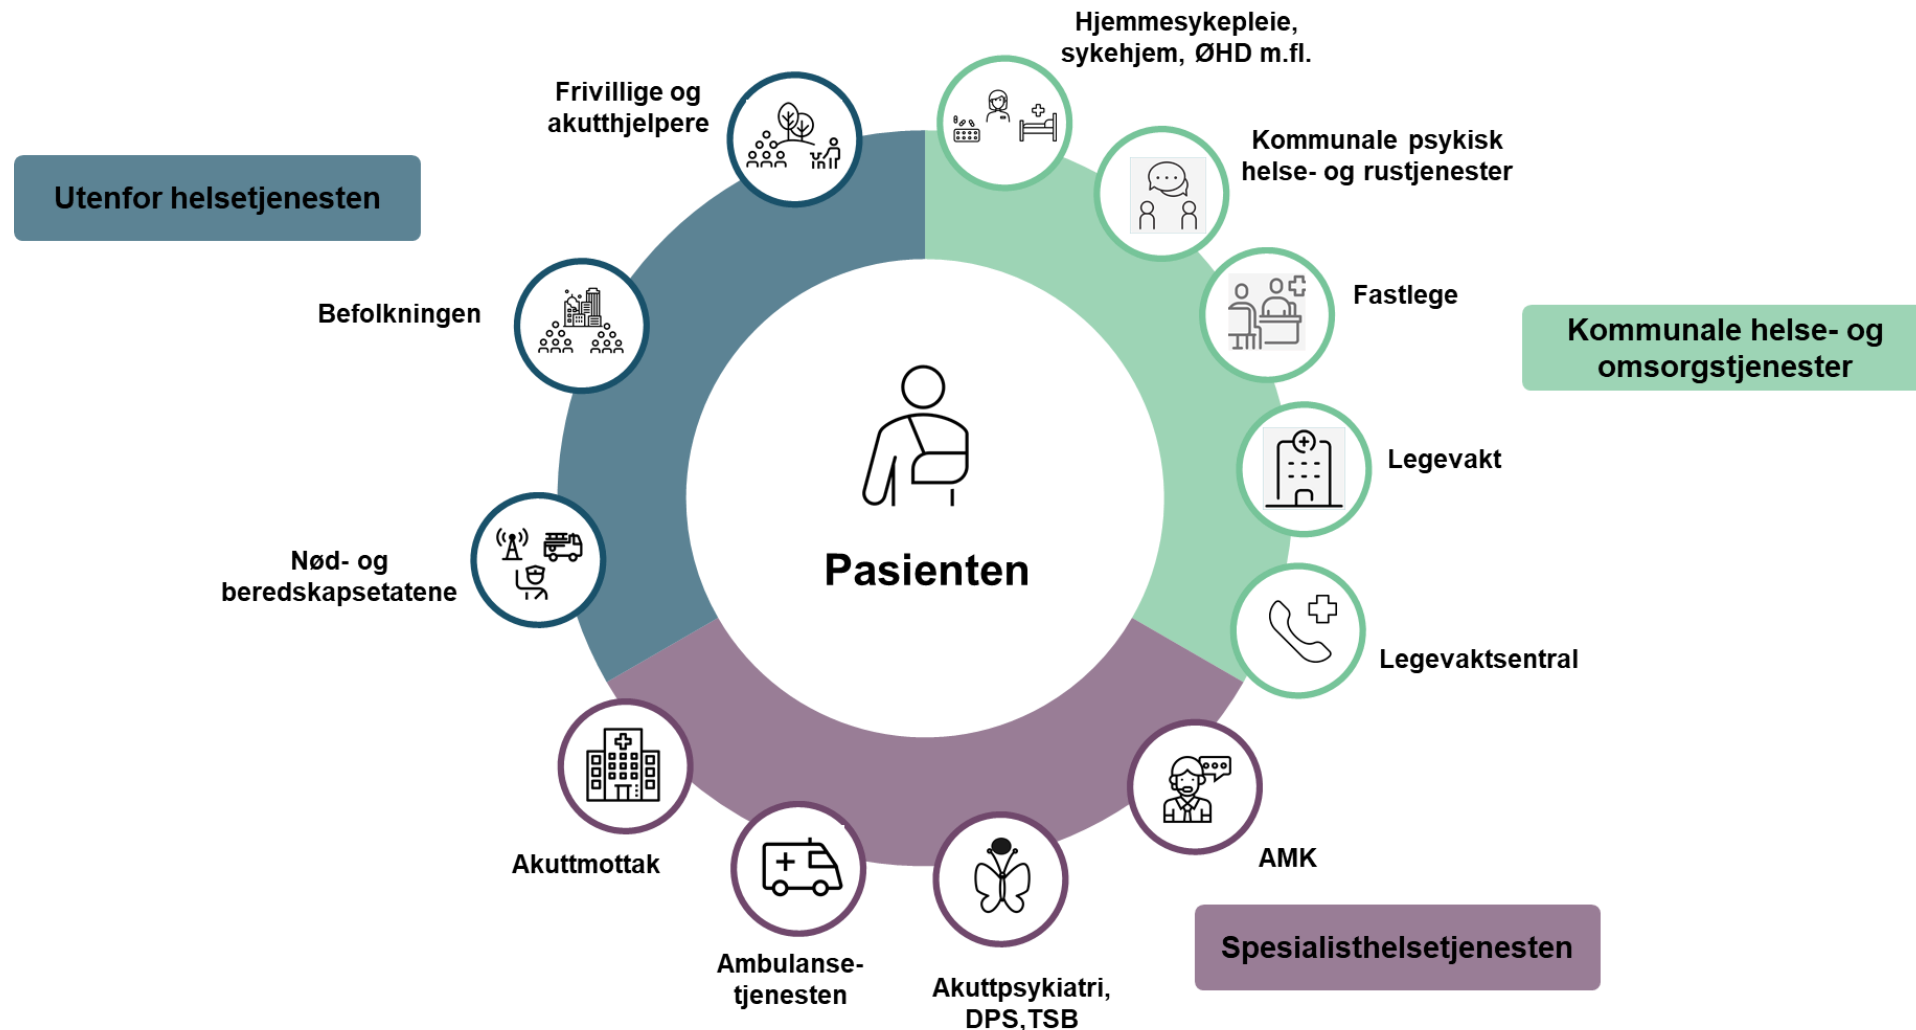 Hjemmesykepleie,
sykehjem, ØHD m.fl.
Frivillige og
akutthjelpere
Kommunale psykisk
helse- og rustjenester
Utenfor helsetjenesten
Befolkningen
Fastlege
Kommunale helse- og
omsorgstjenester
Legevakt
Nød- og
beredskapsetatene
Pasienten
Legevaktsentral
Akuttmottak
AMK
Spesialisthelsetjenesten
Ambulanse-
tjenesten
Akuttpsykiatri,
DPS,TSB